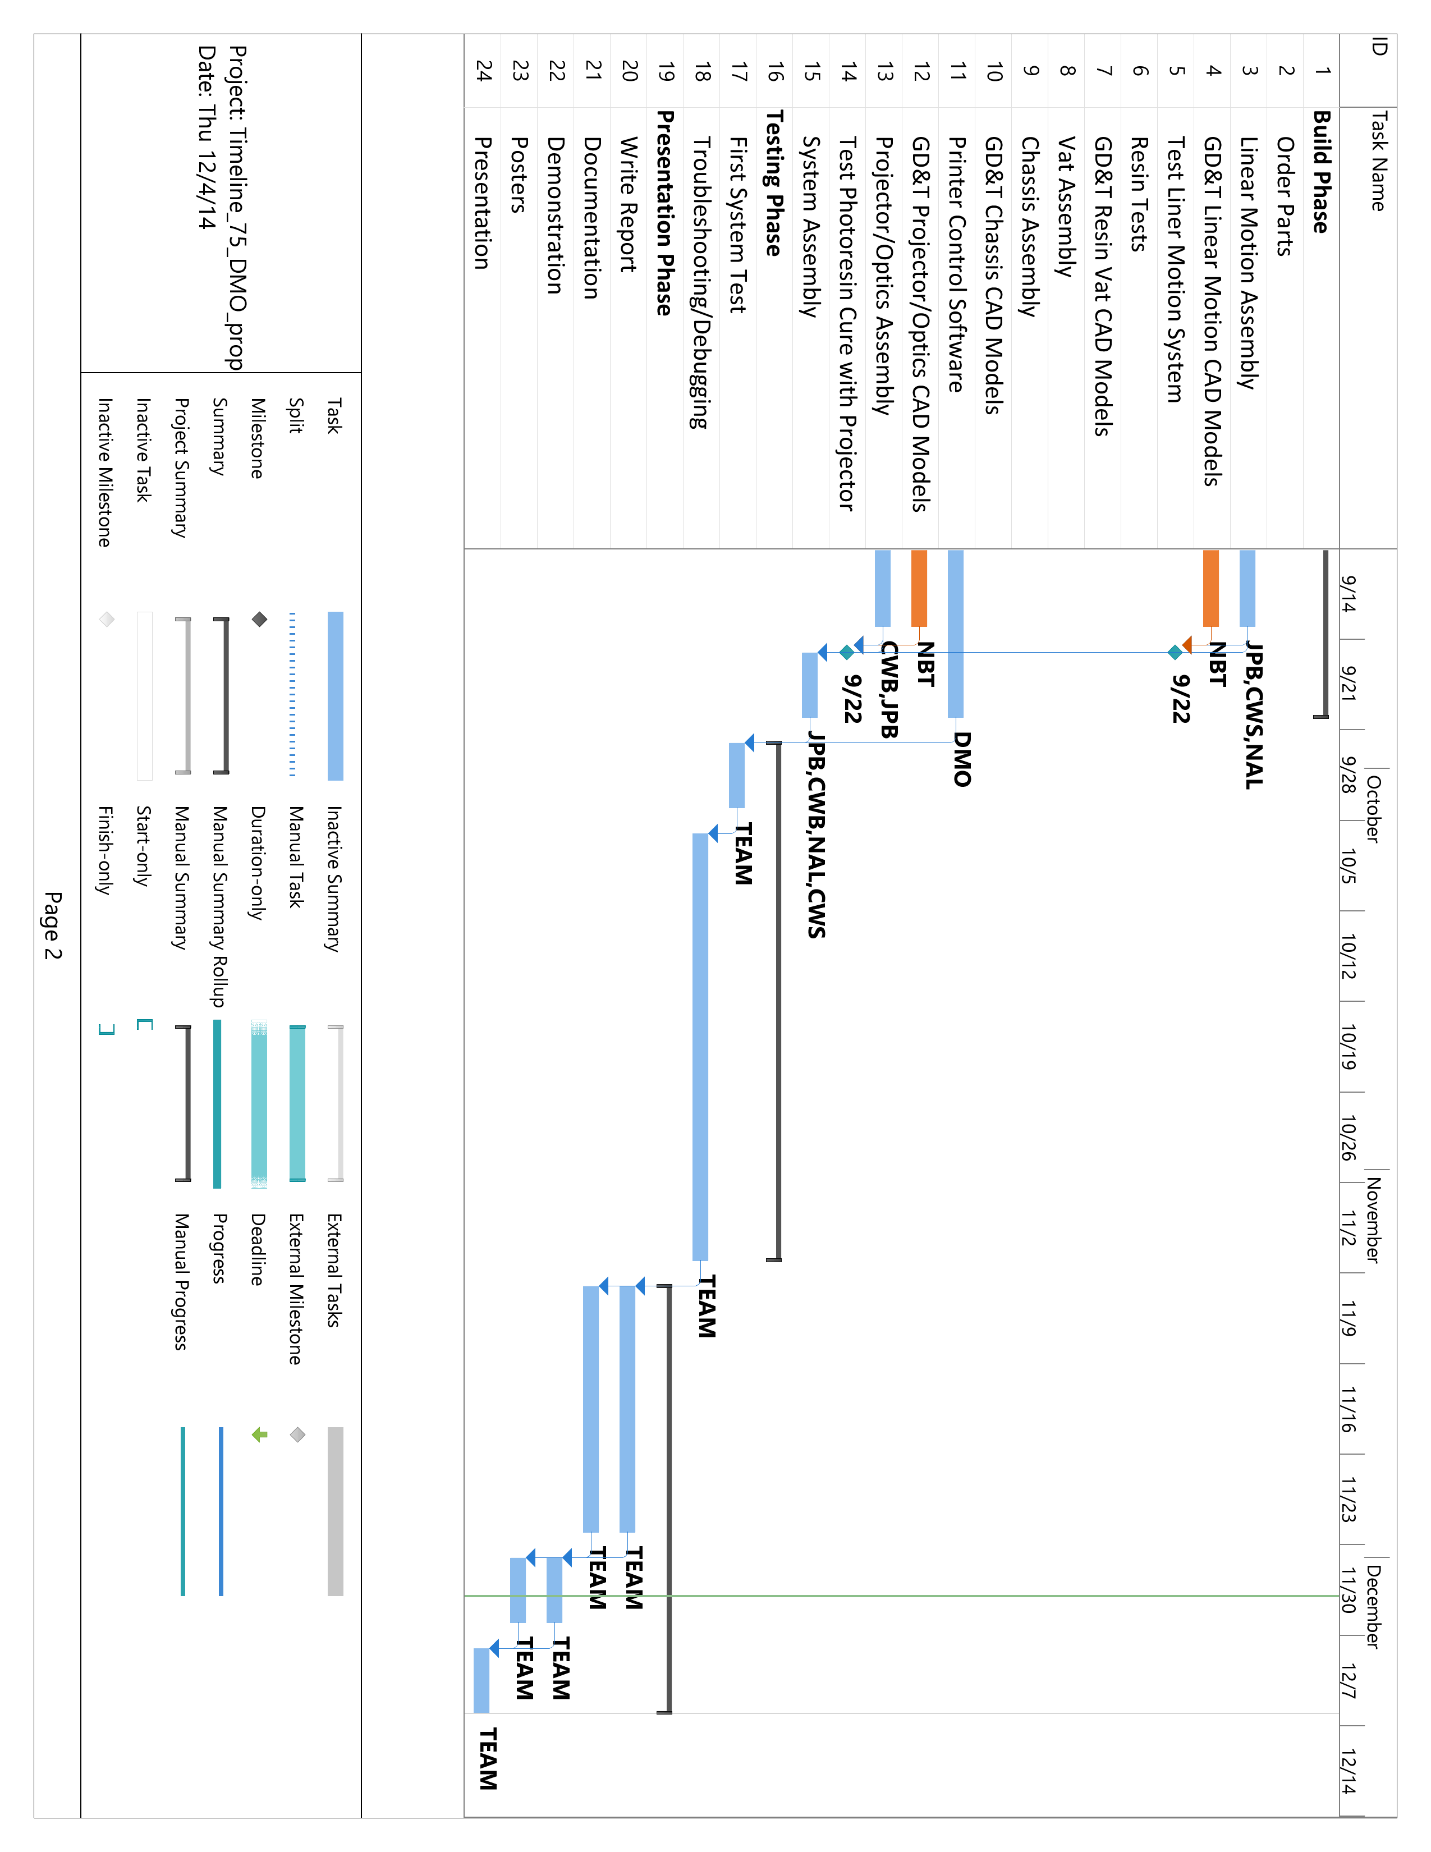 ID Task Name
October November December
9/14 9/21 9/28 10/5 10/12 10/19 10/26 11/2 11/9 11/16 11/23 11/30 12/7 12/14
1 Build Phase
2 Order Parts
3 Linear Motion Assembly JPB,CWS,NAL
4 GD&T Linear Motion CAD Models NBT
5 Test Liner Motion System 9/22
6 Resin Tests
7 GD&T Resin Vat CAD Models
8 Vat Assembly
9 Chassis Assembly
10 GD&T Chassis CAD Models
11 Printer Control Software DMO
12 GD&T Projector/Optics CAD Models NBT
13 Projector/Optics Assembly CWB,JPB
14 Test Photoresin Cure with Projector 9/22
15 System Assembly JPB,CWB,NAL,CWS
16 Testing Phase
17 First System Test TEAM
18 Troubleshooting/Debugging TEAM
19 Presentation Phase
20 Write Report TEAM
21 Documentation TEAM
22 Demonstration TEAM
23 Posters TEAM
24 Presentation TEAM
Project: Timeline_75_DMO_prop
Date: Thu 12/4/14
Task Inactive Summary External Tasks
Split Manual Task External Milestone
Milestone Duration-only Deadline
Summary Manual Summary Rollup Progress
Project Summary Manual Summary Manual Progress
Inactive Task Start-only
Inactive Milestone Finish-only
Page 2